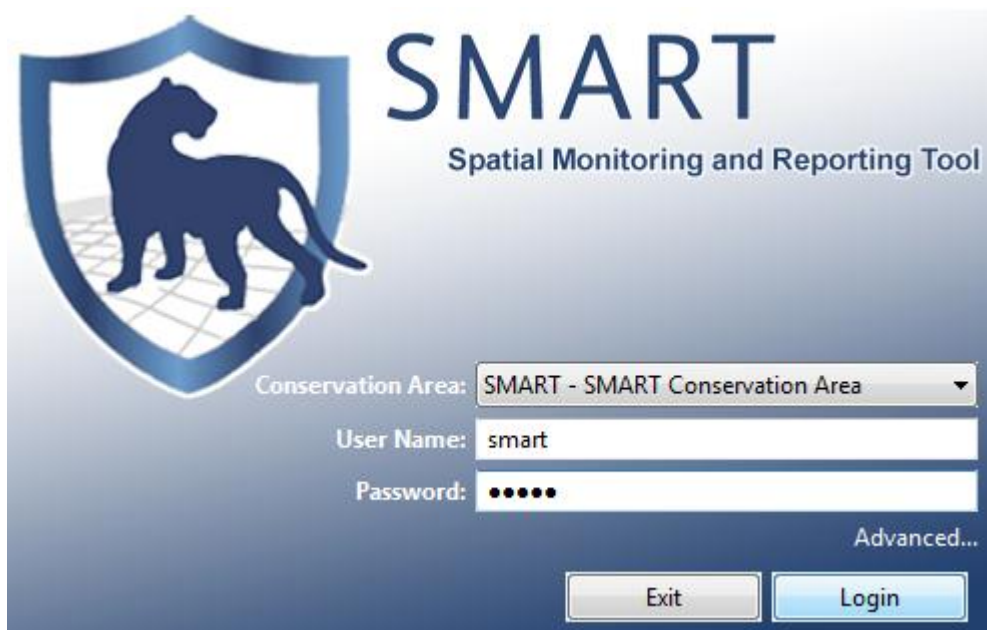 SMART
Spatial Monitoring and Reporting Tool
Conservation Area: SMART - SMART Conservation Area
User Name: smart
Password: •••••
Advanced...
Exit Login